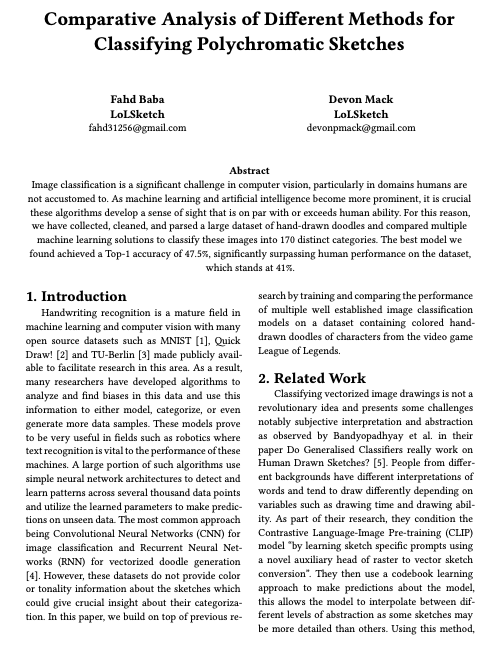 Comparative Analysis of Different Methods for
Classifying Polychromatic Sketches
Fahd Baba
LoLSketch
fahd31256@gmail.com
Devon Mack
LoLSketch
devonpmack@gmail.com
Abstract
Image classification is a significant challenge in computer vision, particularly in domains humans are
not accustomed to. As machine learning and artificial intelligence become more prominent, it is crucial
these algorithms develop a sense of sight that is on par with or exceeds human ability. For this reason,
we have collected, cleaned, and parsed a large dataset of hand-drawn doodles and compared multiple
machine learning solutions to classify these images into 170 distinct categories. The best model we
found achieved a Top-1 accuracy of 47.5%, significantly surpassing human performance on the dataset,
which stands at 41%.
1. Introduction
Handwriting recognition is a mature field in
machine learning and computer vision with many
open source datasets such as MNIST [1], Quick
Draw! [2] and TU-Berlin [3] made publicly avail-
able to facilitate research in this area. As a result,
many researchers have developed algorithms to
analyze and find biases in this data and use this
information to either model, categorize, or even
generate more data samples. These models prove
to be very useful in fields such as robotics where
text recognition is vital to the performance of these
machines. A large portion of such algorithms use
simple neural network architectures to detect and
learn patterns across several thousand data points
and utilize the learned parameters to make predic-
tions on unseen data. The most common approach
being Convolutional Neural Networks (CNN) for
image classification and Recurrent Neural Net-
works (RNN) for vectorized doodle generation
[4]. However, these datasets do not provide color
or tonality information about the sketches which
could give crucial insight about their categoriza-
tion. In this paper, we build on top of previous re-
search by training and comparing the performance
of multiple well established image classification
models on a dataset containing colored hand-
drawn doodles of characters from the video game
League of Legends.
2. Related Work
Classifying vectorized image drawings is not a
revolutionary idea and presents some challenges
notably subjective interpretation and abstraction
as observed by Bandyopadhyay et al. in their
paper Do Generalised Classifiers really work on
Human Drawn Sketches? [5]. People from differ-
ent backgrounds have different interpretations of
words and tend to draw differently depending on
variables such as drawing time and drawing abil-
ity. As part of their research, they condition the
Contrastive Language-Image Pre-training (CLIP)
model "by learning sketch specific prompts using
a novel auxiliary head of raster to vector sketch
conversion". They then use a codebook learning
approach to make predictions about the model,
this allows the model to interpolate between dif-
ferent levels of abstraction as some sketches may
be more detailed than others. Using this method,